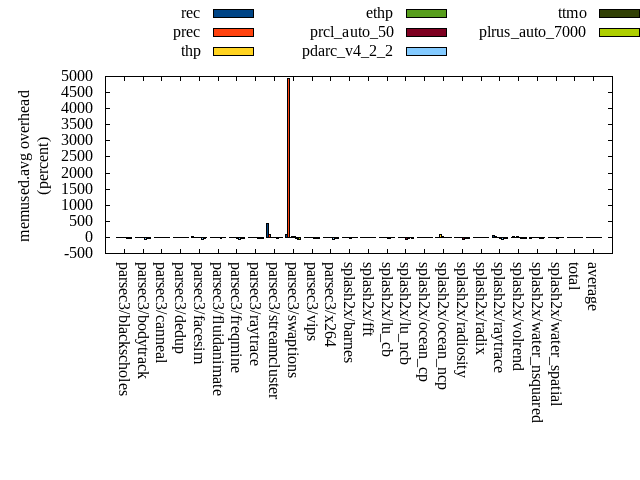 rec
prec
thp
ethp
prcl_auto_50
pdarc_v4_2_2
ttmo
plrus_auto_7000
memused.avg overhead
(percent)
5000
4500
4000
3500
3000
2500
2000
1500
1000
500
0
-500
parsec3/blackscholes
parsec3/bodytrack
parsec3/canneal
parsec3/dedup
parsec3/facesim
parsec3/fluidanimate
parsec3/freqmine
parsec3/raytrace
parsec3/streamcluster
parsec3/swaptions
parsec3/vips
parsec3/x264
splash2x/barnes
splash2x/fft
splash2x/lu_cb
splash2x/lu_ncb
splash2x/ocean_cp
splash2x/ocean_ncp
splash2x/radiosity
splash2x/radix
splash2x/raytrace
splash2x/volrend
splash2x/water_nsquared
splash2x/water_spatial
total
average